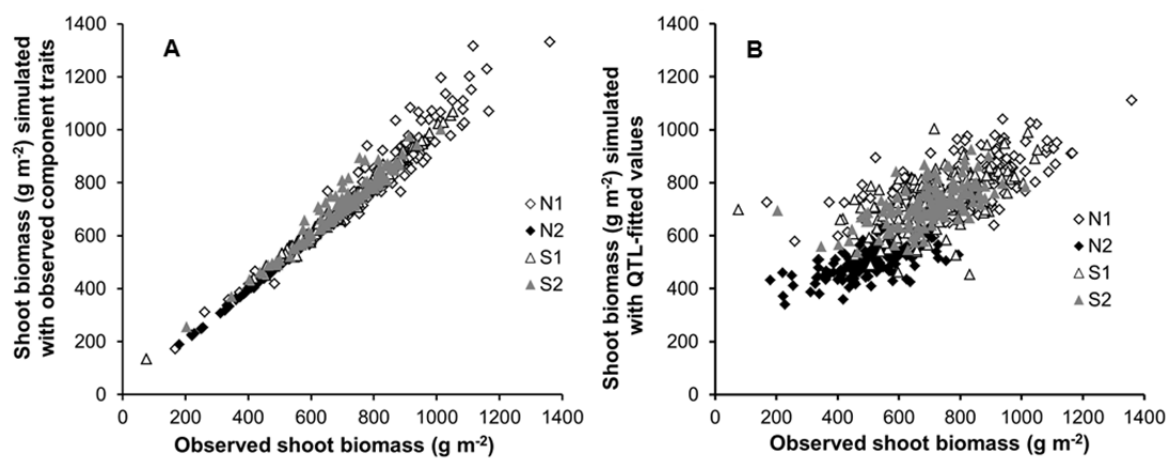 A
Shoot biomass (g m⁻²) simulated
with observed component traits
1400
1200
1000
800
600
400
200
0
0 200 400 600 800 1000 1200 1400
Observed shoot biomass (g m⁻²)
N1
N2
S1
S2
B
Shoot biomass (g m⁻²) simulated
with QTL-fitted values
1400
1200
1000
800
600
400
200
0
0 200 400 600 800 1000 1200 1400
Observed shoot biomass (g m⁻²)
N1
N2
S1
S2